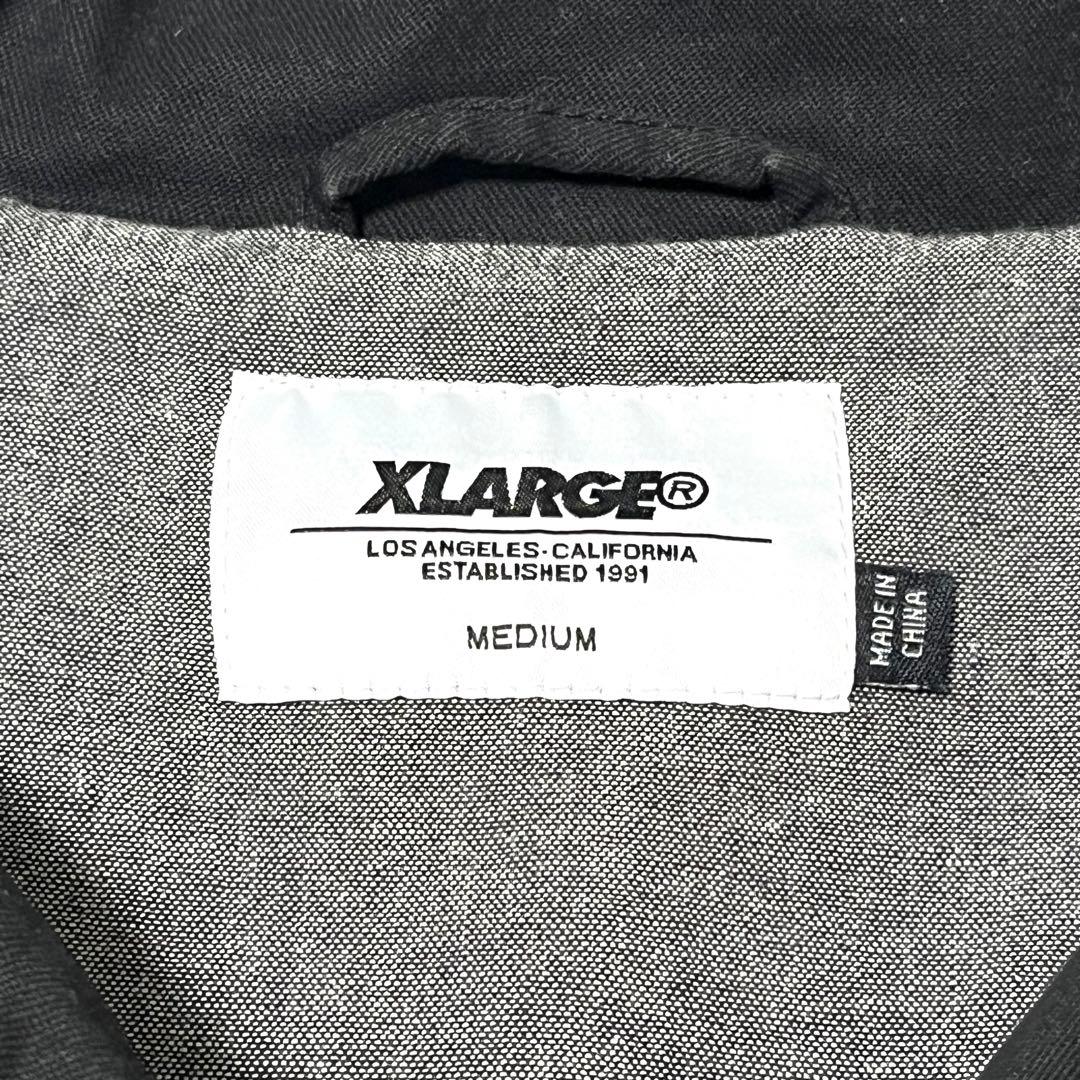 XLARGE®
LOS ANGELES・CALIFORNIA
ESTABLISHED 1991
MEDIUM
MADE IN
CHINA